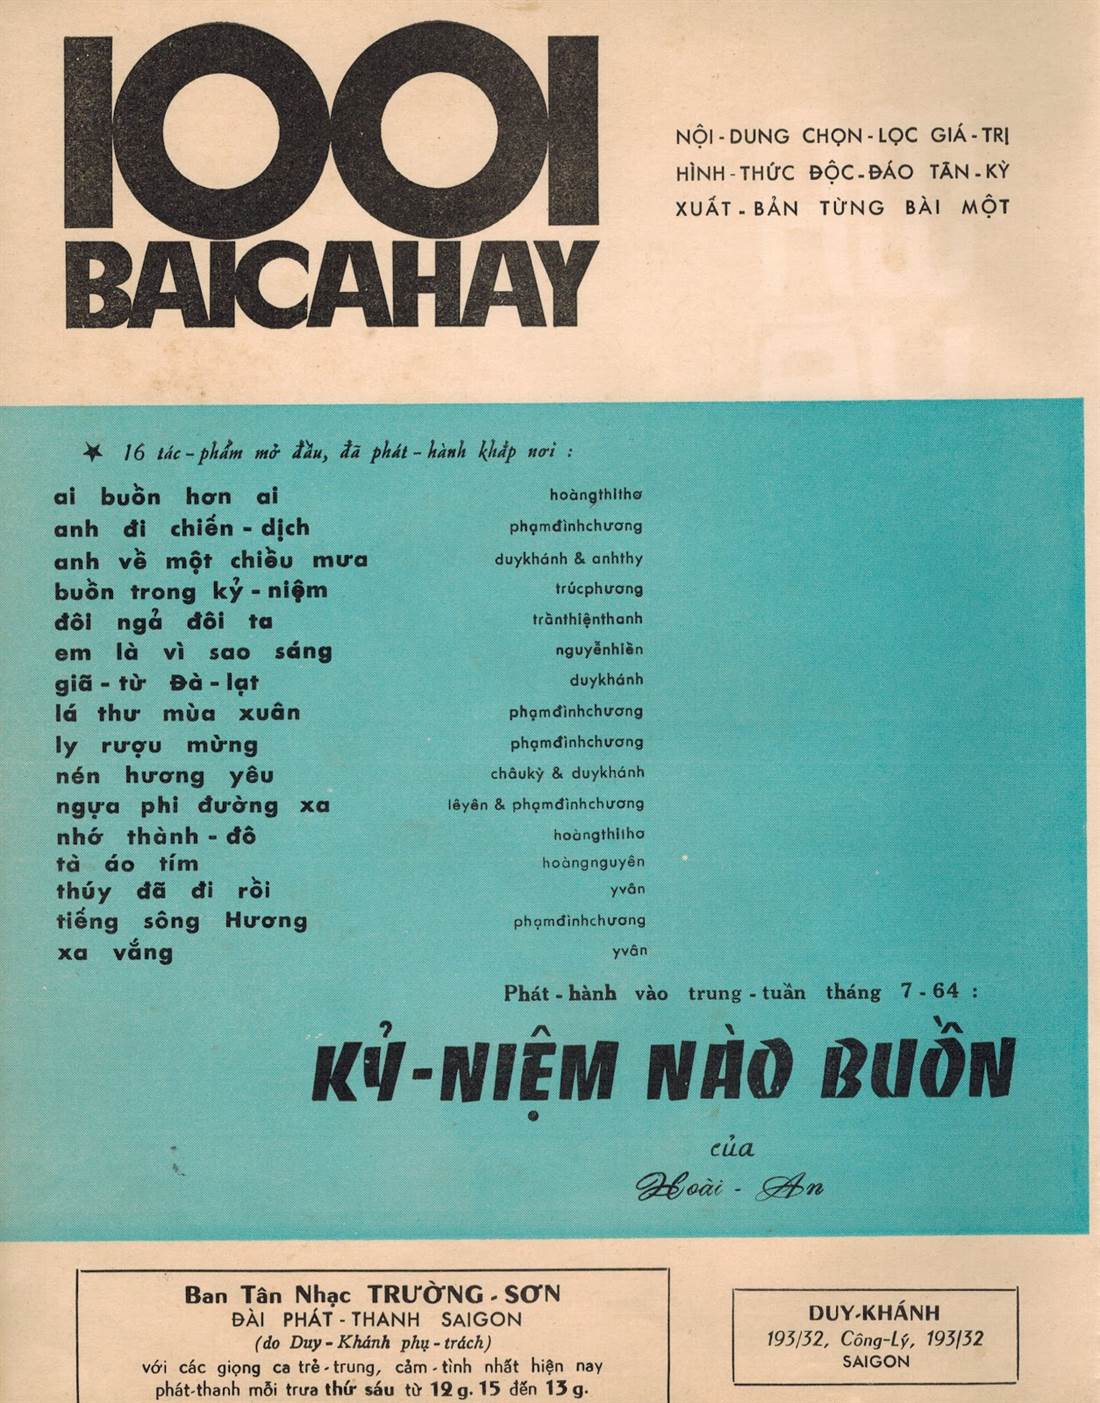 1001
BAICAHAY
NỘI-DUNG CHỌN-LỌC GIÁ-TRỊ
HÌNH-THỨC ĐỘC-ĐÁO TÂN-KỲ
XUẤT-BẢN TỪNG BÀI MỘT
★ 16 tác-phẩm mở đầu, đã phát-hành khắp nơi :
ai buồn hơn ai hoàngthithơ
anh đi chiến-dịch phạmđìnhchương
anh về một chiều mưa duykhánh & anhthy
buồn trong kỷ-niệm trúcphương
đôi ngả đôi ta trầnthiệnthanh
em là vì sao sáng nguyễnhiền
giã-từ Đà-lạt duykhánh
lá thư mùa xuân phạmđìnhchương
ly rượu mừng phạmđìnhchương
nén hương yêu châukỳ & duykhánh
ngựa phi đường xa lêyên & phạmđìnhchương
nhớ thành-đô hoàngthithơ
tà áo tím hoàngnguyên
thúy đã đi rồi yvân
tiếng sông Hương phạmđìnhchương
xa vắng yvân
Phát-hành vào trung-tuần tháng 7-64 :
KỶ-NIỆM NÀO BUỒN
của
Hoài-An
Ban Tân Nhạc TRƯỜNG-SƠN
ĐÀI PHÁT-THANH SAIGON
(do Duy-Khánh phụ-trách)
với các giọng ca trẻ-trung, cảm-tình nhất hiện nay
phát-thanh mỗi trưa thứ sáu từ 12g.15 đến 13g.
DUY-KHÁNH
193/32, Công-Lý, 193/32
SAIGON